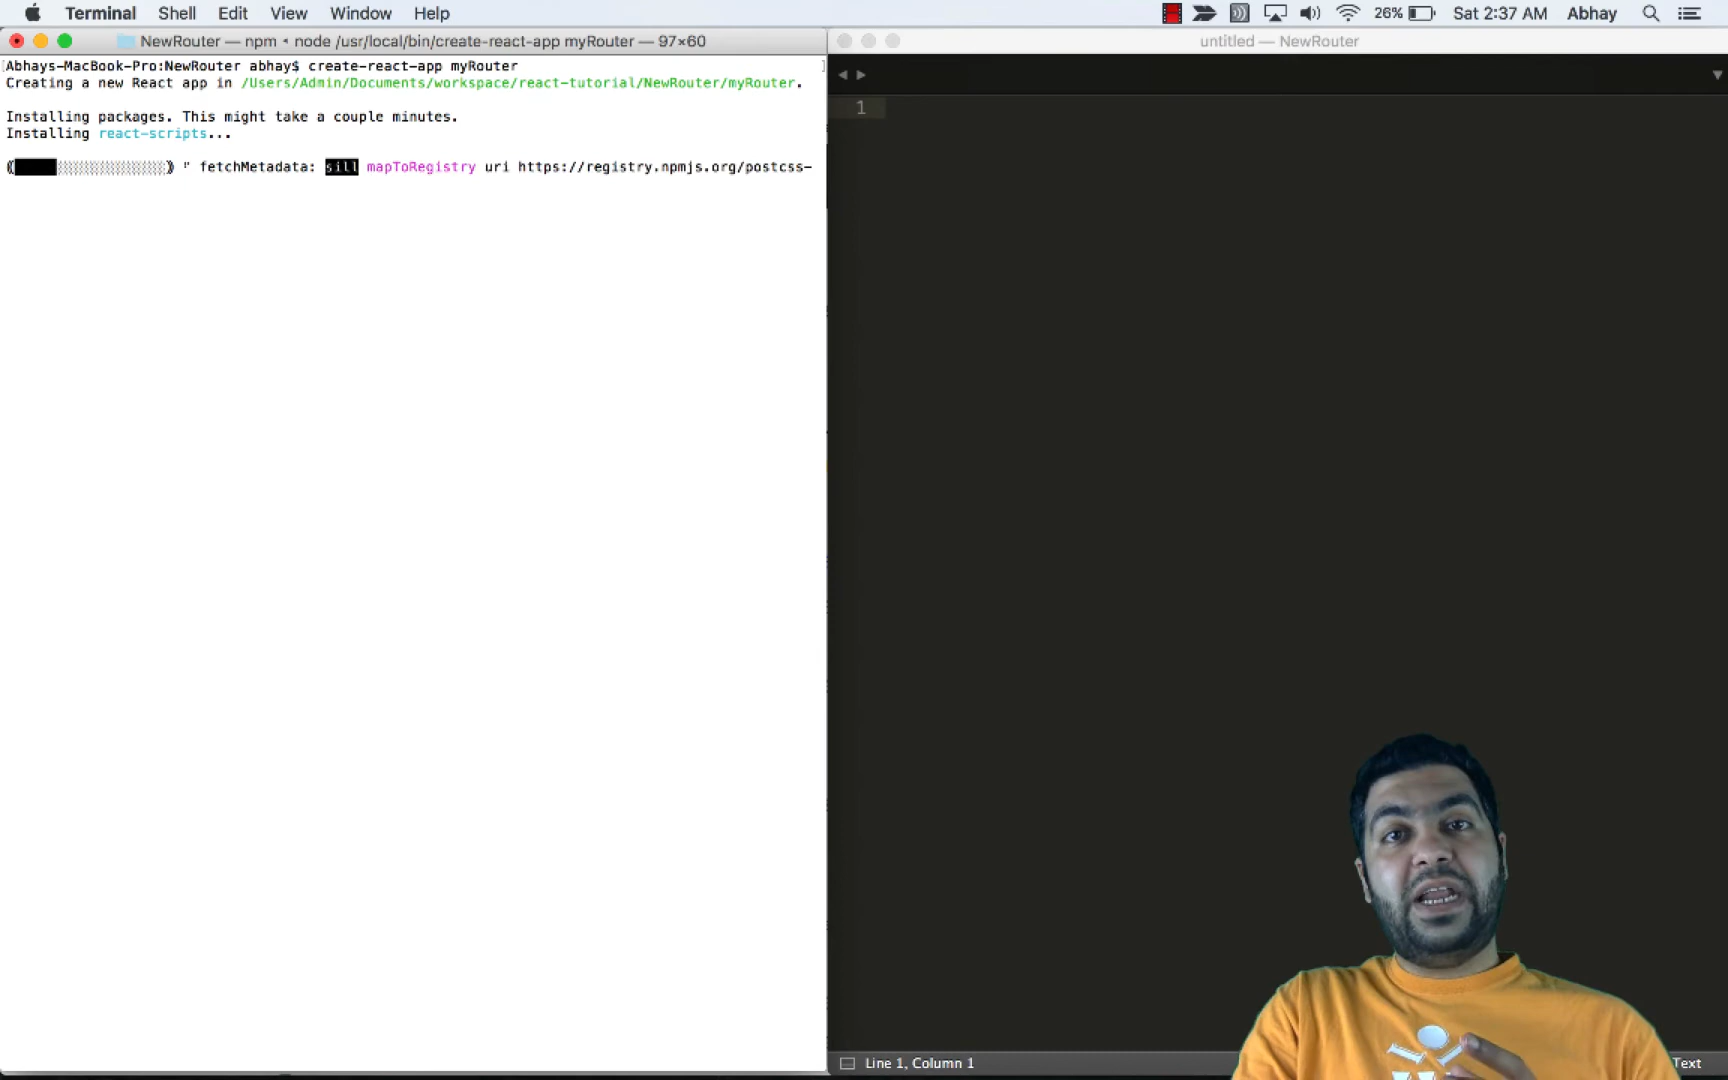 Terminal Shell Edit View Window Help 26% Sat 2:37 AM Abhay
NewRouter — npm • node /usr/local/bin/create-react-app myRouter — 97×60
Abhays-MacBook-Pro:NewRouter abhay$ create-react-app myRouter
Creating a new React app in /Users/Admin/Documents/workspace/react-tutorial/NewRouter/myRouter.
Installing packages. This might take a couple minutes.
Installing react-scripts...
" fetchMetadata: sill mapToRegistry uri https://registry.npmjs.org/postcss-
untitled — NewRouter
1
Line 1, Column 1
Text